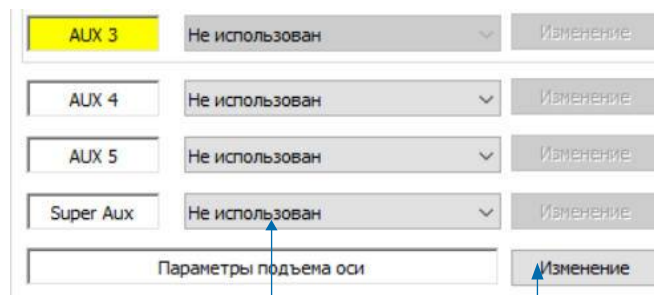 AUX 3 Не использован Изменение
AUX 4 Не использован Изменение
AUX 5 Не использован Изменение
Super Aux Не использован Изменение
Параметры подъема оси Изменение